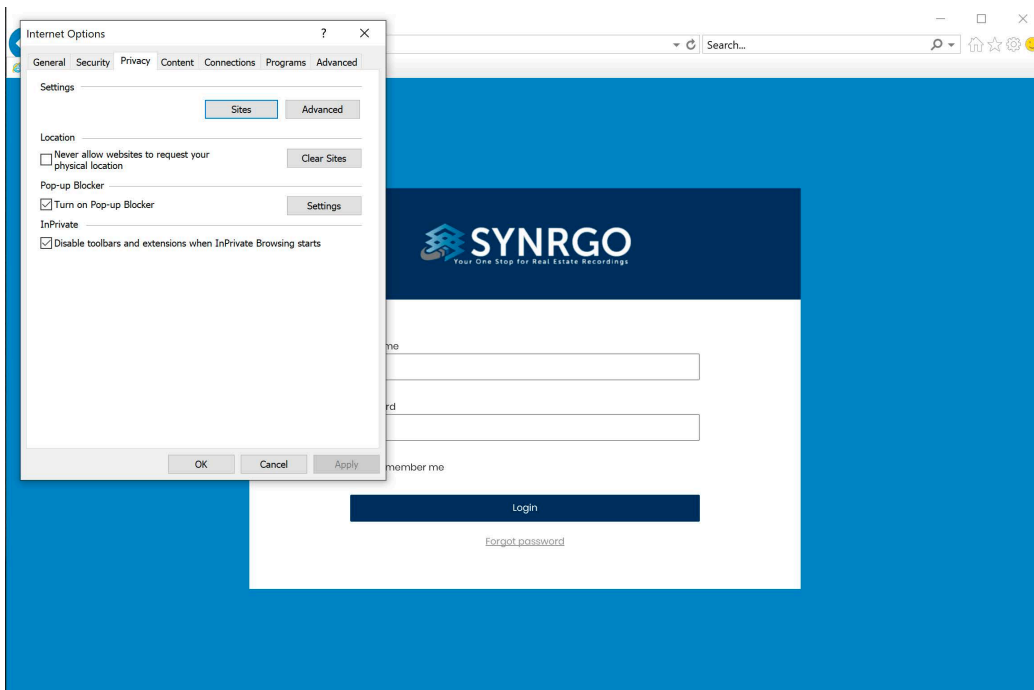 Internet Options
?
Search...
General Security Privacy Content Connections Programs Advanced
Settings
Sites
Advanced
Location
Never allow websites to request your
physical location
Clear Sites
Pop-up Blocker
Turn on Pop-up Blocker
Settings
InPrivate
Disable toolbars and extensions when InPrivate Browsing starts
OK
Cancel
Apply
SYNRGO
Your One Stop for Real Estate Recordings
me
rd
member me
Login
Forgot password